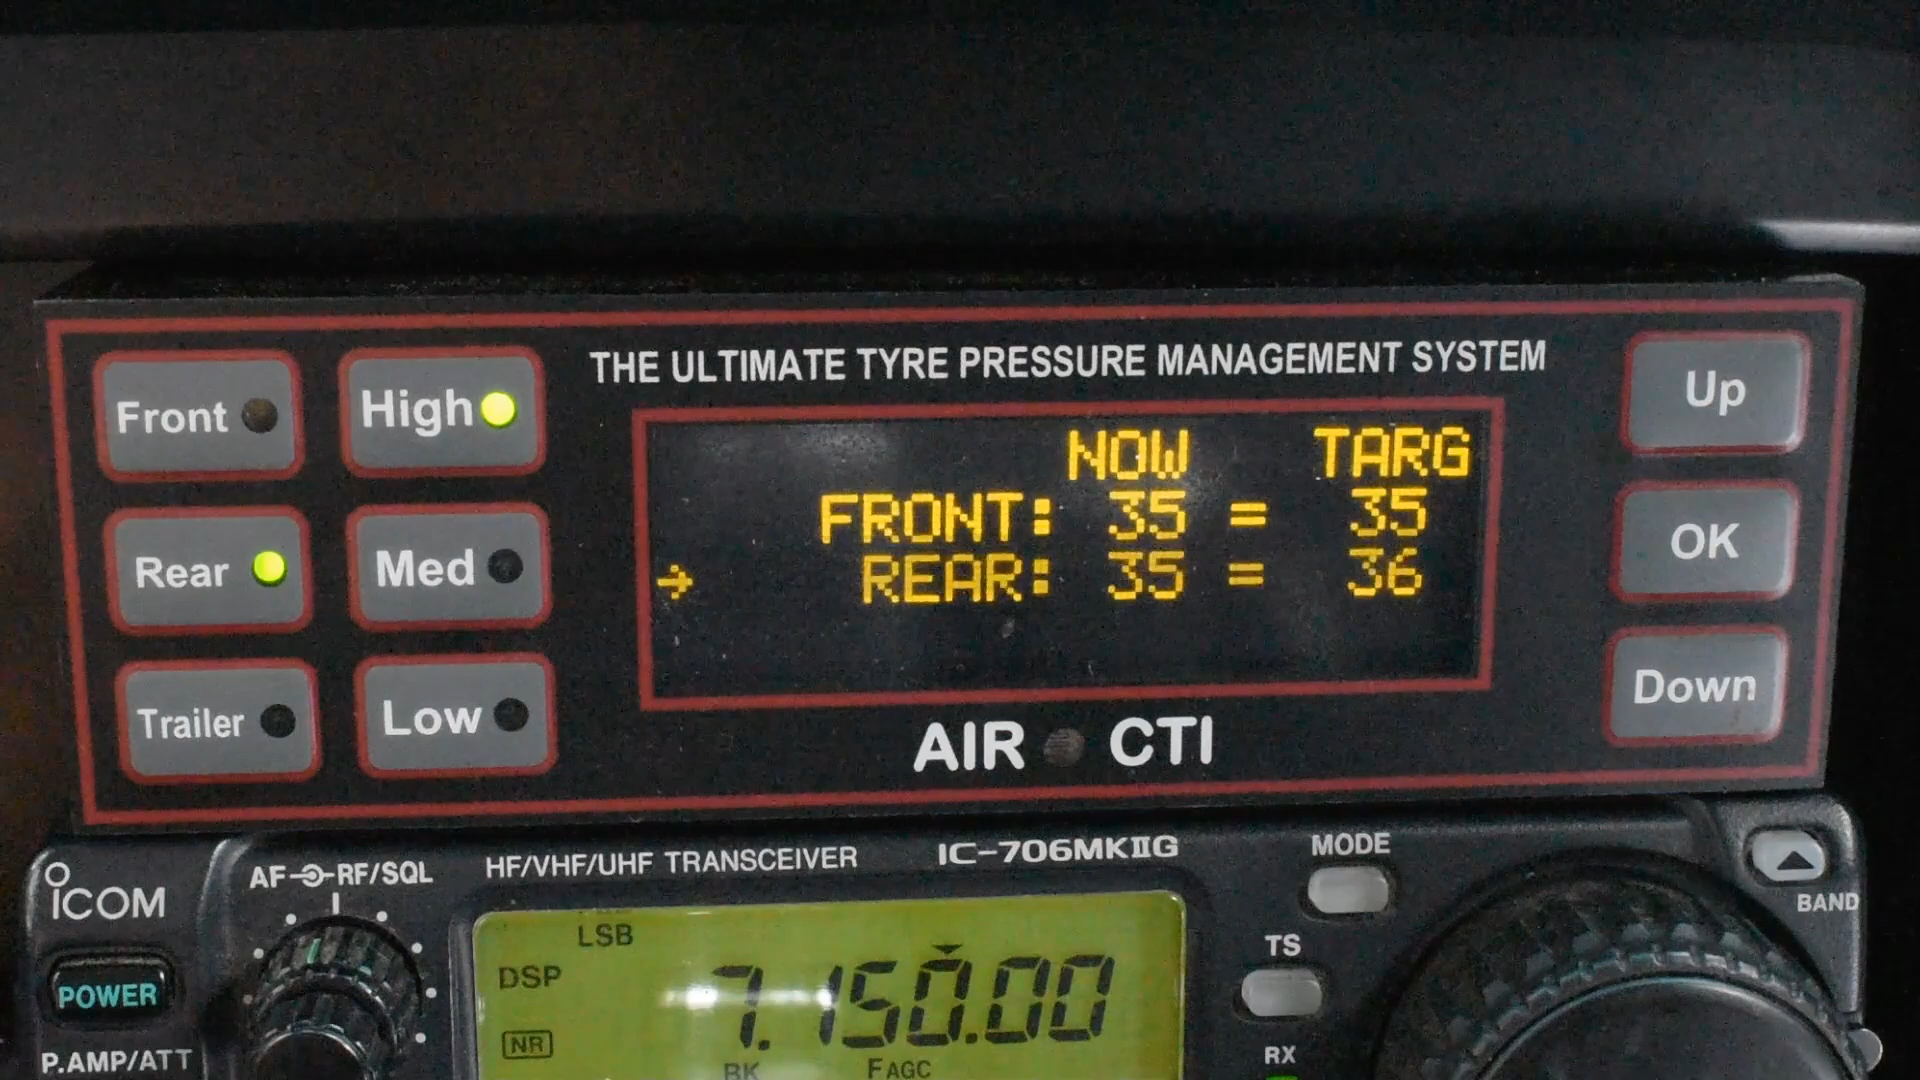 THE ULTIMATE TYRE PRESSURE MANAGEMENT SYSTEM
Front
High
Rear
Med
Trailer
Low
NOW TARG
FRONT: 35 = 35
→ REAR: 35 = 36
Up
OK
Down
AIR CTI
ICOM
AF RF/SQL
HF/VHF/UHF TRANSCEIVER
IC-706MKIIG
MODE
BAND
TS
POWER
P.AMP/ATT
LSB
DSP
7.150.00
NR
BK
FAGC
RX